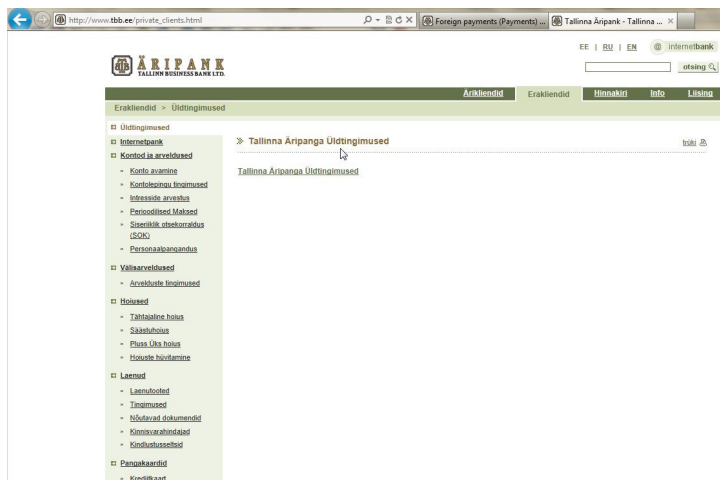 http://www.tbb.ee/private_clients.html
Foreign payments (Payments) ...
Tallinna Äripank - Tallinna ...
EE | RU | EN @ internetbank
ÄRIPANK
TALLINN BUSINESS BANK LTD.
otsing
Ärikliendid Erakliendid Hinnakiri Info Liising
Erakliendid > Üldtingimused
Üldtingimused
Internetpank
» Tallinna Äripanga Üldtingimused
trüki
Kontod ja arveldused
Tallinna Äripanga Üldtingimused
Konto avamine
Kontolepingu tingimused
Intresside arvestus
Perioodilised Maksed
Siseriiklik otsekorraldus
(SOK)
Personaalpangandus
Välisarveldused
Arvelduste tingimused
Hoiused
Tähtajaline hoius
Säästuhoius
Pluss Üks hoius
Hoiuste hüvitamine
Laenud
Laenutooted
Tingimused
Nõutavad dokumendid
Kinnisvarahindajad
Kindlustusseltsid
Pangakaardid
Krediitkaart